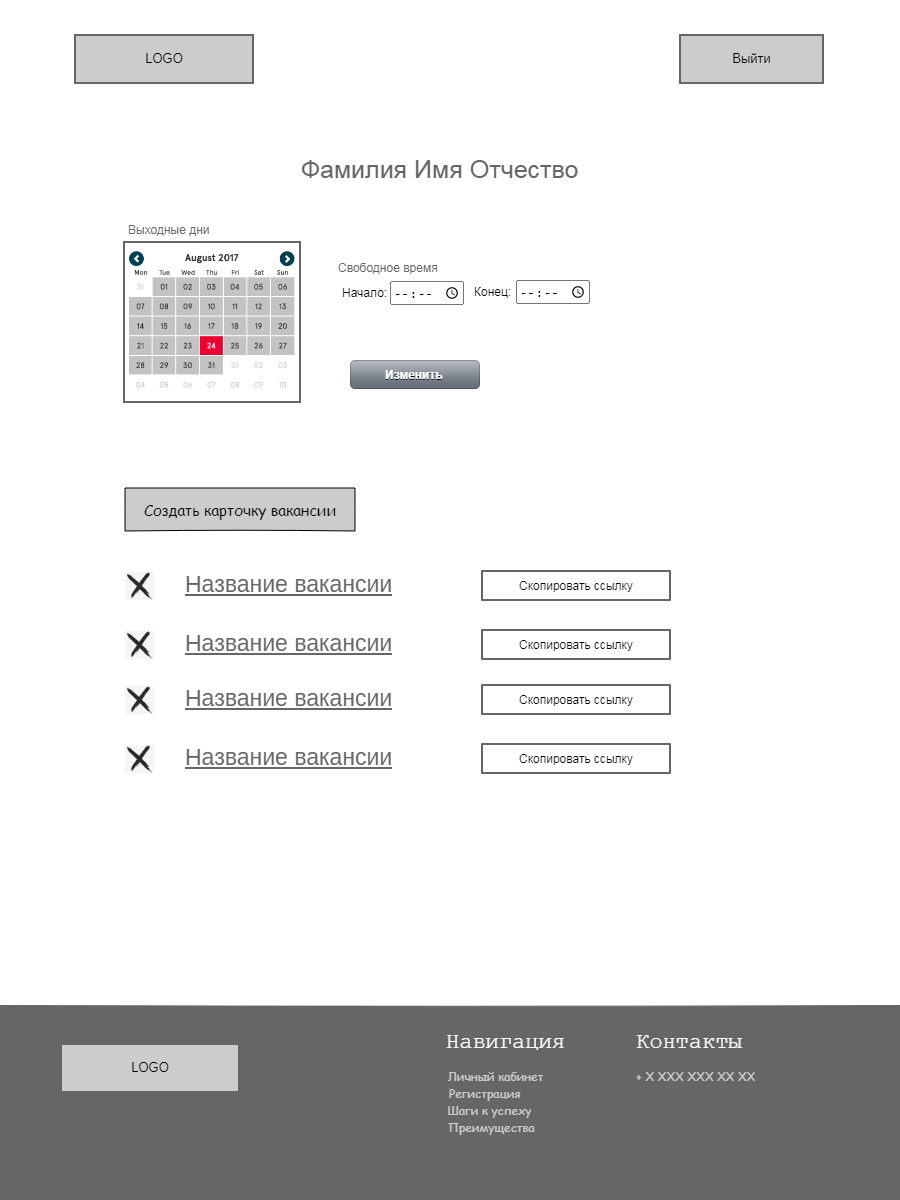 LOGO
Выйти
Фамилия Имя Отчество
Выходные дни
August 2017
Mon Tue Wed Thu Fri Sat Sun
31 01 02 03 04 05 06
07 08 09 10 11 12 13
14 15 16 17 18 19 20
21 22 23 24 25 26 27
28 29 30 31 01 02 03
04 05 06 07 08 09 10
Свободное время
Начало: --:-- Конец: --:--
Изменить
Создать карточку вакансии
Название вакансии Скопировать ссылку
Название вакансии Скопировать ссылку
Название вакансии Скопировать ссылку
Название вакансии Скопировать ссылку
LOGO
Навигация
Личный кабинет
Регистрация
Шаги к успеху
Преимущества
Контакты
+ X XXX XXX XX XX